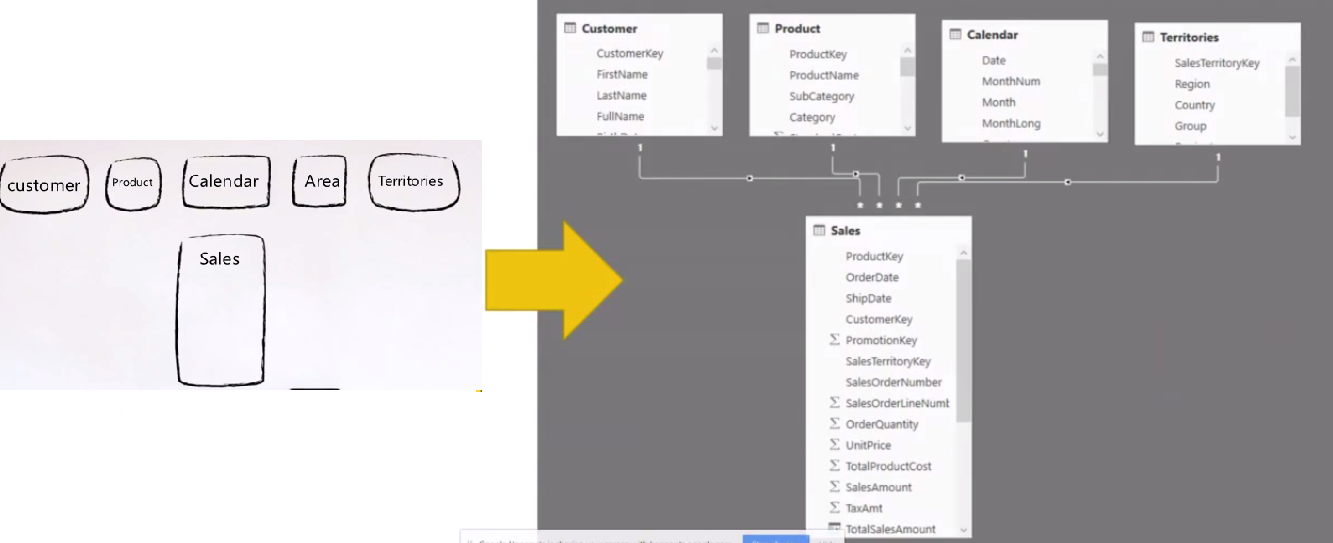 customer
Product
Calendar
Area
Territories
Sales
Customer
CustomerKey
FirstName
LastName
FullName
Product
ProductKey
ProductName
SubCategory
Category
Calendar
Date
MonthNum
Month
MonthLong
Territories
SalesTerritoryKey
Region
Country
Group
1
1
1
1
* * * *
Sales
ProductKey
OrderDate
ShipDate
CustomerKey
Σ PromotionKey
SalesTerritoryKey
SalesOrderNumber
Σ SalesOrderLineNumb
Σ OrderQuantity
Σ UnitPrice
Σ TotalProductCost
Σ SalesAmount
Σ TaxAmt
TotalSalesAmount